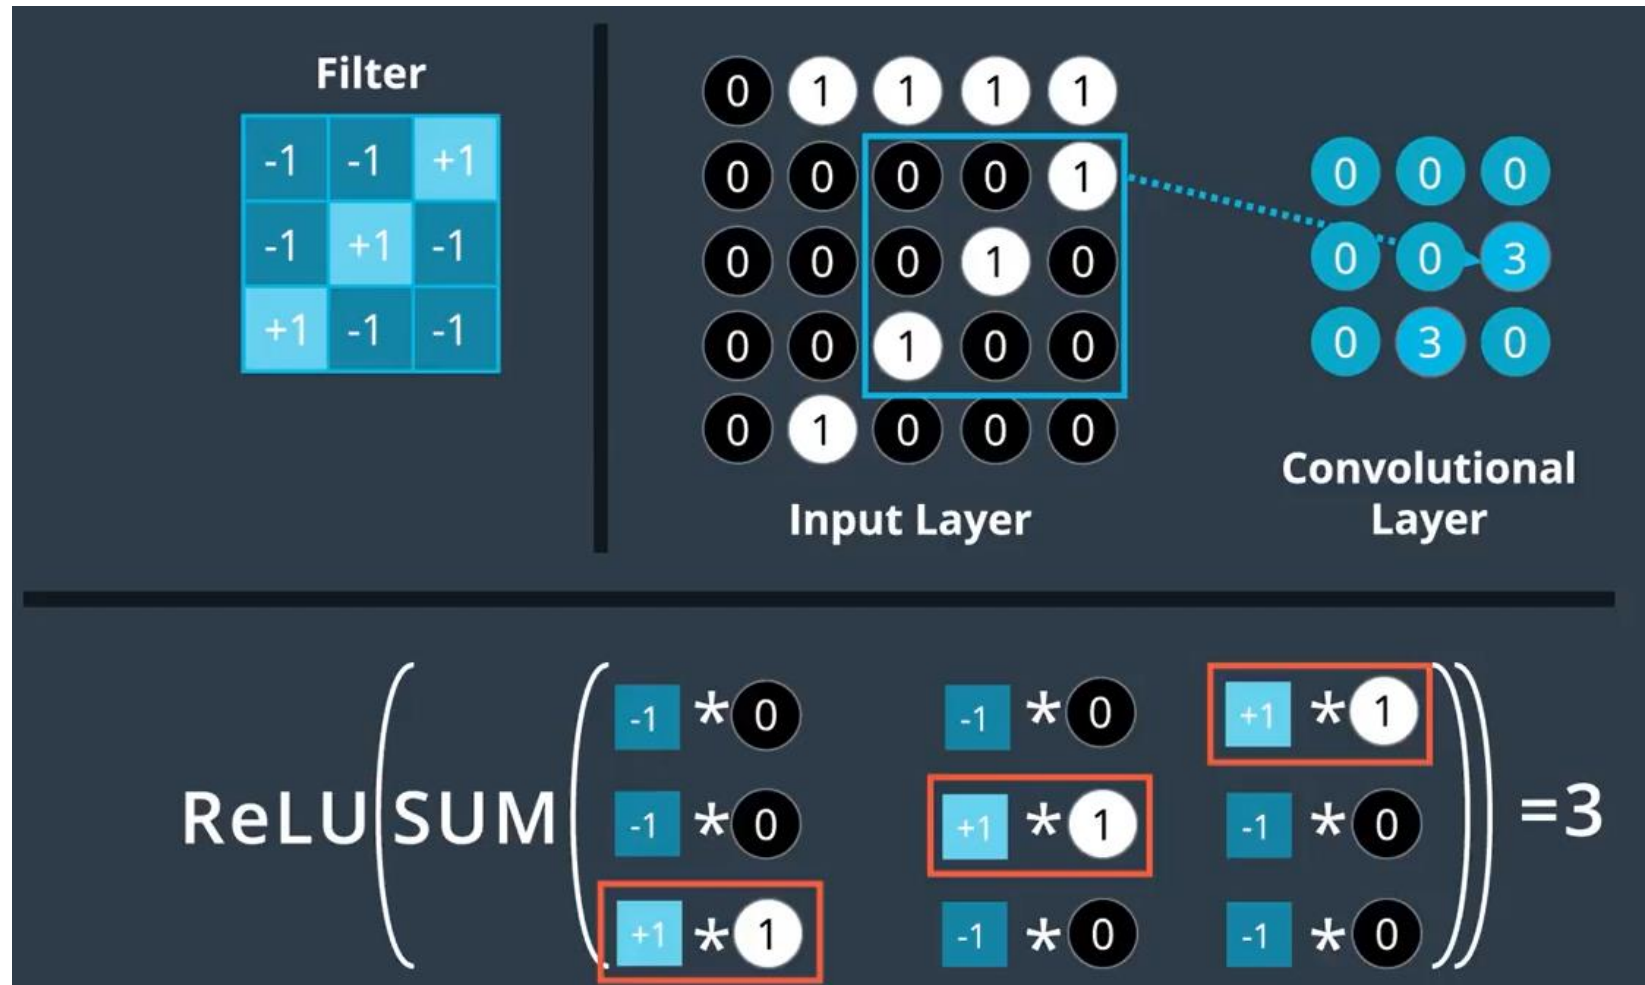 Filter
-1 -1 +1
-1 +1 -1
+1 -1 -1
0 1 1 1 1
0 0 0 0 1
0 0 0 1 0
0 0 1 0 0
0 1 0 0 0
Input Layer
0 0 0
0 0 3
0 3 0
Convolutional
Layer
-1 * 0 -1 * 0 +1 * 1
ReLU(SUM( -1 * 0 +1 * 1 -1 * 0 )) =3
+1 * 1 -1 * 0 -1 * 0